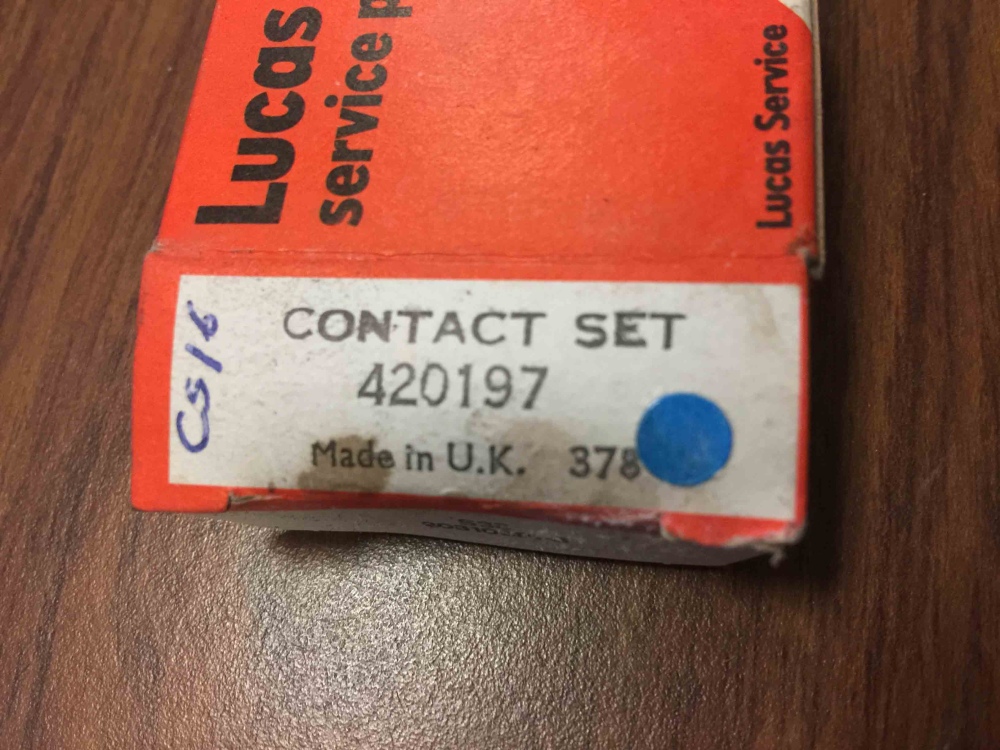 Lucas
service p
Lucas Service
CONTACT SET
420197
Made in U.K. 378
CS16